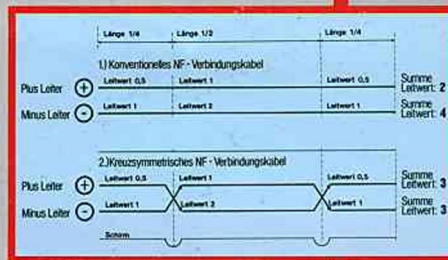 Länge 1/4 Länge 1/2 Länge 1/4
1.) Konventionelles NF - Verbindungskabel
Plus Leiter + Leitwert 0,5 Leitwert 1 Leitwert 0,5 Summe Leitwert: 2
Minus Leiter - Leitwert 1 Leitwert 2 Leitwert 1 Summe Leitwert: 4
2.) Kreuzsymmetrisches NF - Verbindungskabel
Plus Leiter + Leitwert 0,5 Leitwert 1 Leitwert 0,5 Summe Leitwert: 3
Minus Leiter - Leitwert 1 Leitwert 2 Leitwert 1 Summe Leitwert: 3
Schirm